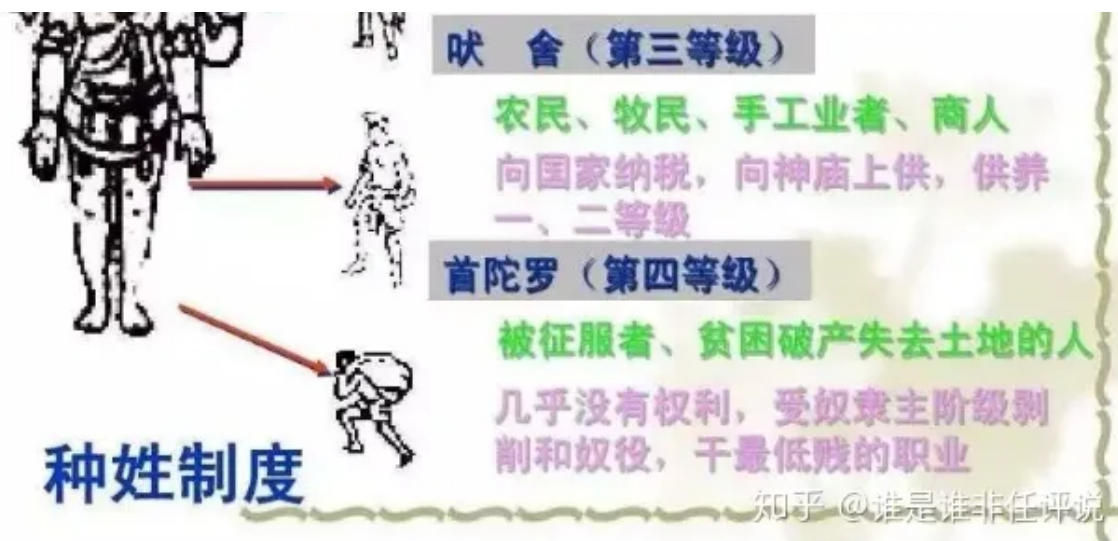 吠 舍（第三等级）
农民、牧民、手工业者、商人
向国家纳税，向神庙上供，供养
一、二等级
首陀罗（第四等级）
被征服者、贫困破产失去土地的人
几乎没有权利，受奴隶主阶级剥
削和奴役，干最低贱的职业
种姓制度
知乎 @谁是谁非任评说